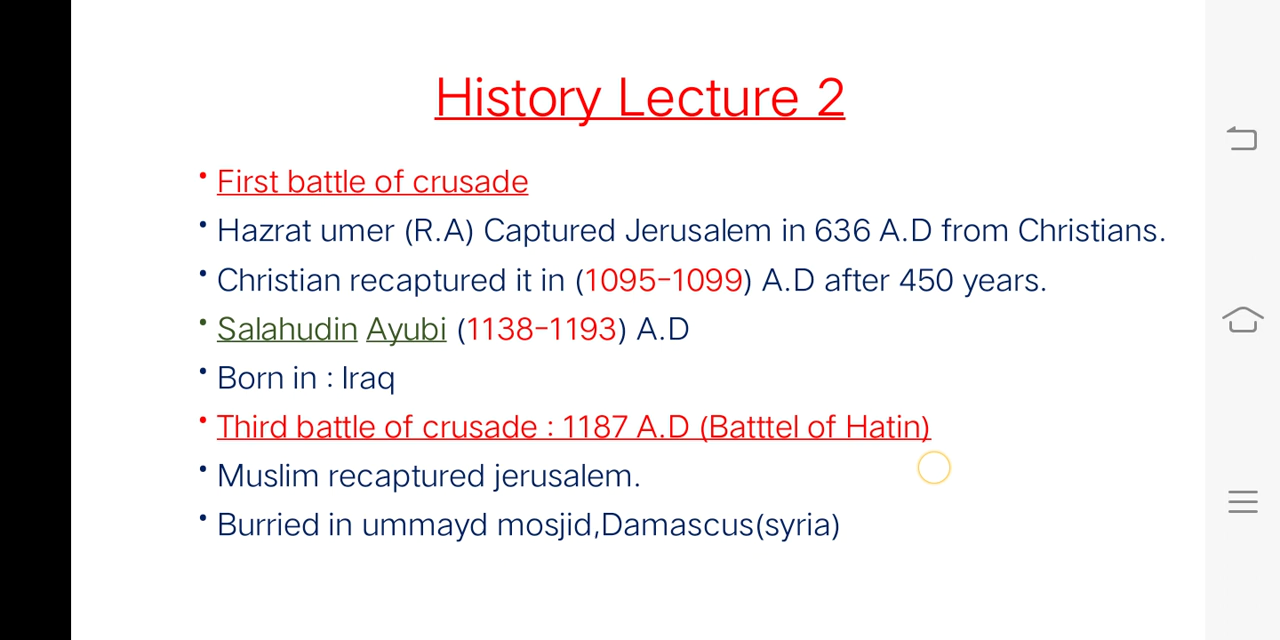 History Lecture 2
• First battle of crusade
• Hazrat umer (R.A) Captured Jerusalem in 636 A.D from Christians.
• Christian recaptured it in (1095-1099) A.D after 450 years.
• Salahudin Ayubi (1138-1193) A.D
• Born in : Iraq
• Third battle of crusade : 1187 A.D (Batttel of Hatin)
• Muslim recaptured jerusalem.
• Burried in ummayd mosjid,Damascus(syria)